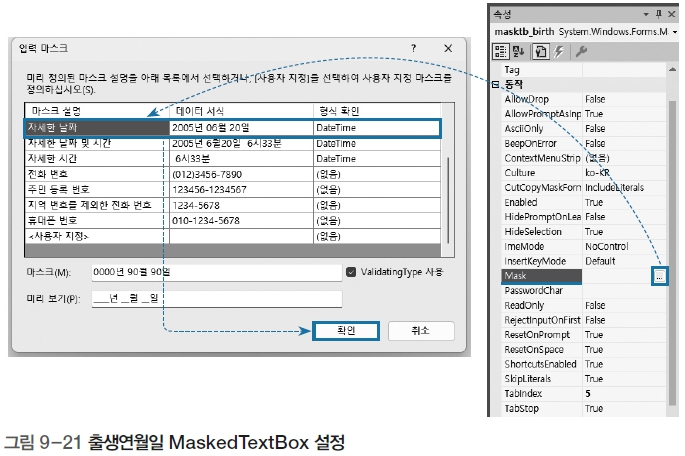 입력 마스크
? ×
미리 정의된 마스크 설명을 아래 목록에서 선택하거나, [사용자 지정]을 선택하여 사용자 지정 마스크를
정의하십시오(S).
마스크 설명 데이터 서식 형식 확인
자세한 날짜 2005년 06월 20일 DateTime
자세한 날짜 및 시간 2005년 6월20일 6시33분 DateTime
자세한 시간 6시33분 DateTime
전화 번호 (012)3456-7890 (없음)
주민 등록 번호 123456-1234567 (없음)
지역 번호를 제외한 전화 번호 1234-5678 (없음)
휴대폰 번호 010-1234-5678 (없음)
<사용자 지정> (없음)
마스크(M): 0000년 90월 90일 ValidatingType 사용
미리 보기(P): ____년 __월 __일
확인 취소
속성
masktb_birth System.Windows.Forms.M
Tag
동작
AllowDrop False
AllowPromptAsInp True
AsciiOnly False
BeepOnError False
ContextMenuStrip (없음)
Culture ko-KR
CutCopyMaskForm IncludeLiterals
Enabled True
HidePromptOnLea False
HideSelection True
ImeMode NoControl
InsertKeyMode Default
Mask ...
PasswordChar
ReadOnly False
RejectInputOnFirst False
ResetOnPrompt True
ResetOnSpace True
ShortcutsEnabled True
SkipLiterals True
TabIndex 5
TabStop True
그림 9-21 출생연월일 MaskedTextBox 설정